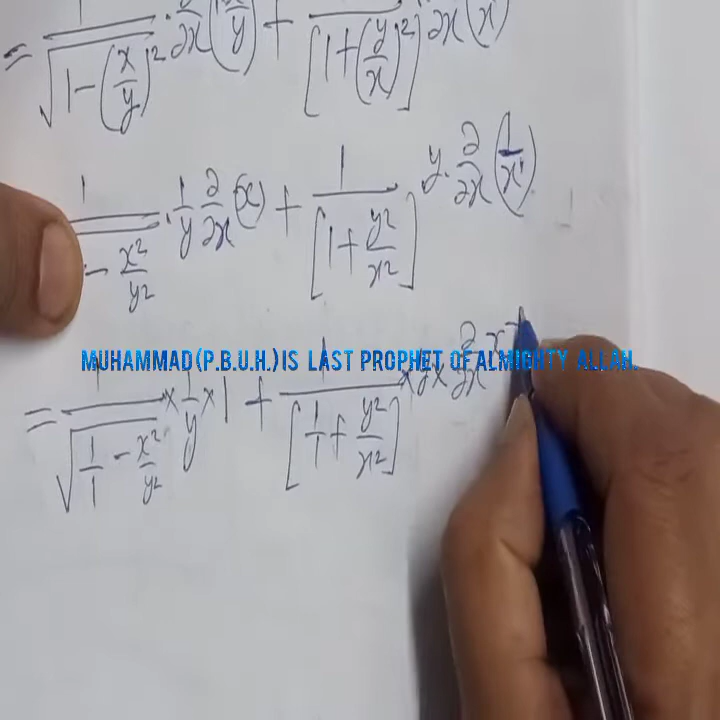 = 1/√(1-(x/y)²) · ∂/∂x (x/y) + 1/[1+(y/x)²] ∂/∂x (y/x)
1/ - x²/y² · 1/y ∂/∂x (x) + 1/[1+y²/x²] y·∂/∂x (1/x¹)
MUHAMMAD(P.B.U.H.)IS LAST PROPHET OF ALMIGHTY ALLAH.
= 1/√(1/1 - x²/y²) × 1/y × 1 + 1/[1/1 + y²/x²] × y × ∂/∂x x⁻